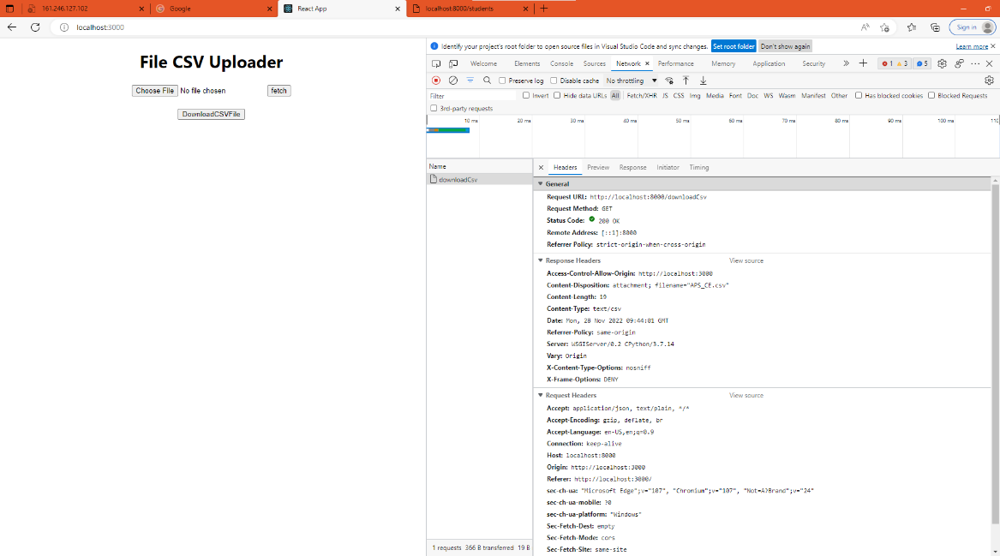 161.246.127.102
Google
React App
localhost:8000/students
localhost:3000
Sign in
File CSV Uploader
Choose File No file chosen
fetch
DownloadCSVFile
Identify your project's root folder to open source files in Visual Studio Code and sync changes. Set root folder Don't show again Learn more
Welcome Elements Console Sources Network Performance Memory Application Security 1 3 5
Preserve log Disable cache No throttling
Filter Invert Hide data URLs All Fetch/XHR JS CSS Img Media Font Doc WS Wasm Manifest Other Has blocked cookies Blocked Requests
3rd-party requests
10 ms 20 ms 30 ms 40 ms 50 ms 60 ms 70 ms 80 ms 90 ms 100 ms 110
Name
downloadCsv
Headers Preview Response Initiator Timing
General
Request URL: http://localhost:8000/downloadCsv
Request Method: GET
Status Code: 200 OK
Remote Address: [::1]:8000
Referrer Policy: strict-origin-when-cross-origin
Response Headers View source
Access-Control-Allow-Origin: http://localhost:3000
Content-Disposition: attachment; filename="APS_CE.csv"
Content-Length: 19
Content-Type: text/csv
Date: Mon, 28 Nov 2022 09:44:01 GMT
Referrer-Policy: same-origin
Server: WSGIServer/0.2 CPython/3.7.14
Vary: Origin
X-Content-Type-Options: nosniff
X-Frame-Options: DENY
Request Headers View source
Accept: application/json, text/plain, */*
Accept-Encoding: gzip, deflate, br
Accept-Language: en-US,en;q=0.9
Connection: keep-alive
Host: localhost:8000
Origin: http://localhost:3000
Referer: http://localhost:3000/
sec-ch-ua: "Microsoft Edge";v="107", "Chromium";v="107", "Not=A?Brand";v="24"
sec-ch-ua-mobile: ?0
sec-ch-ua-platform: "Windows"
Sec-Fetch-Dest: empty
Sec-Fetch-Mode: cors
Sec-Fetch-Site: same-site
1 requests 366 B transferred 19 B